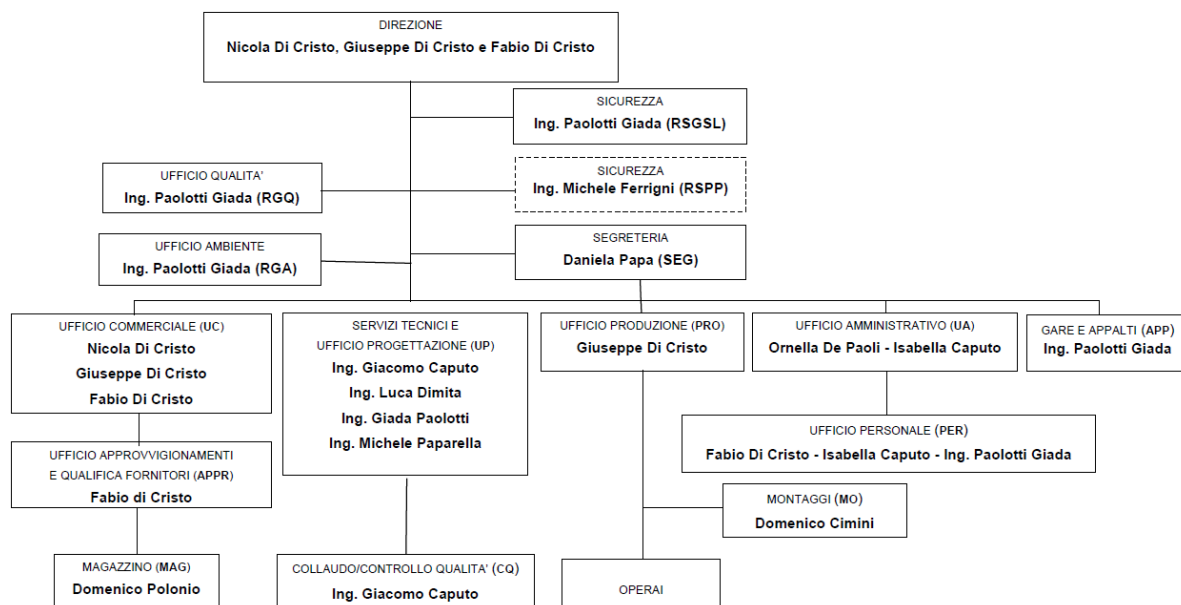 DIREZIONE
Nicola Di Cristo, Giuseppe Di Cristo e Fabio Di Cristo
SICUREZZA
Ing. Paolotti Giada (RSGSL)
UFFICIO QUALITA'
Ing. Paolotti Giada (RGQ)
SICUREZZA
Ing. Michele Ferrigni (RSPP)
UFFICIO AMBIENTE
Ing. Paolotti Giada (RGA)
SEGRETERIA
Daniela Papa (SEG)
UFFICIO COMMERCIALE (UC)
Nicola Di Cristo
Giuseppe Di Cristo
Fabio Di Cristo
SERVIZI TECNICI E
UFFICIO PROGETTAZIONE (UP)
Ing. Giacomo Caputo
Ing. Luca Dimita
Ing. Giada Paolotti
Ing. Michele Paparella
UFFICIO PRODUZIONE (PRO)
Giuseppe Di Cristo
UFFICIO AMMINISTRATIVO (UA)
Ornella De Paoli - Isabella Caputo
GARE E APPALTI (APP)
Ing. Paolotti Giada
UFFICIO APPROVVIGIONAMENTI
E QUALIFICA FORNITORI (APPR)
Fabio di Cristo
UFFICIO PERSONALE (PER)
Fabio Di Cristo - Isabella Caputo - Ing. Paolotti Giada
MONTAGGI (MO)
Domenico Cimini
MAGAZZINO (MAG)
Domenico Polonio
COLLAUDO/CONTROLLO QUALITA' (CQ)
Ing. Giacomo Caputo
OPERAI